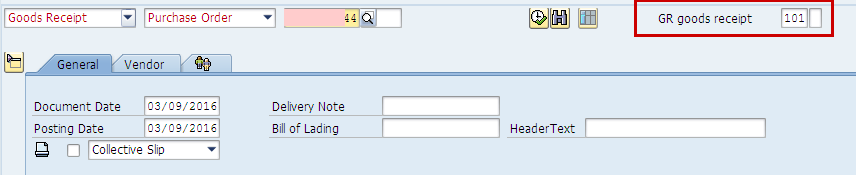 Goods Receipt Purchase Order 44 GR goods receipt 101
General Vendor
Document Date 03/09/2016 Delivery Note
Posting Date 03/09/2016 Bill of Lading HeaderText
Collective Slip